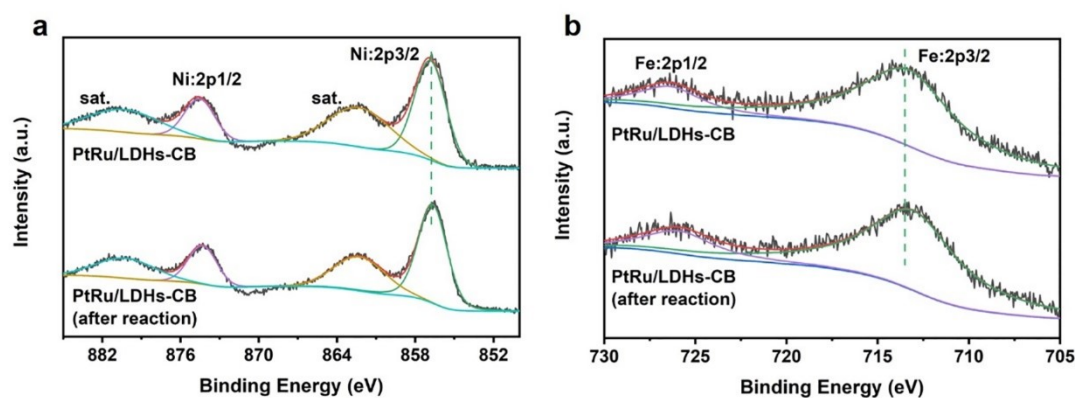 a
Ni:2p3/2
Ni:2p1/2
sat.
sat.
PtRu/LDHs-CB
PtRu/LDHs-CB
(after reaction)
Intensity (a.u.)
882
876
870
864
858
852
Binding Energy (eV)
b
Fe:2p1/2
Fe:2p3/2
PtRu/LDHs-CB
PtRu/LDHs-CB
(after reaction)
Intensity (a.u.)
730
725
720
715
710
705
Binding Energy (eV)